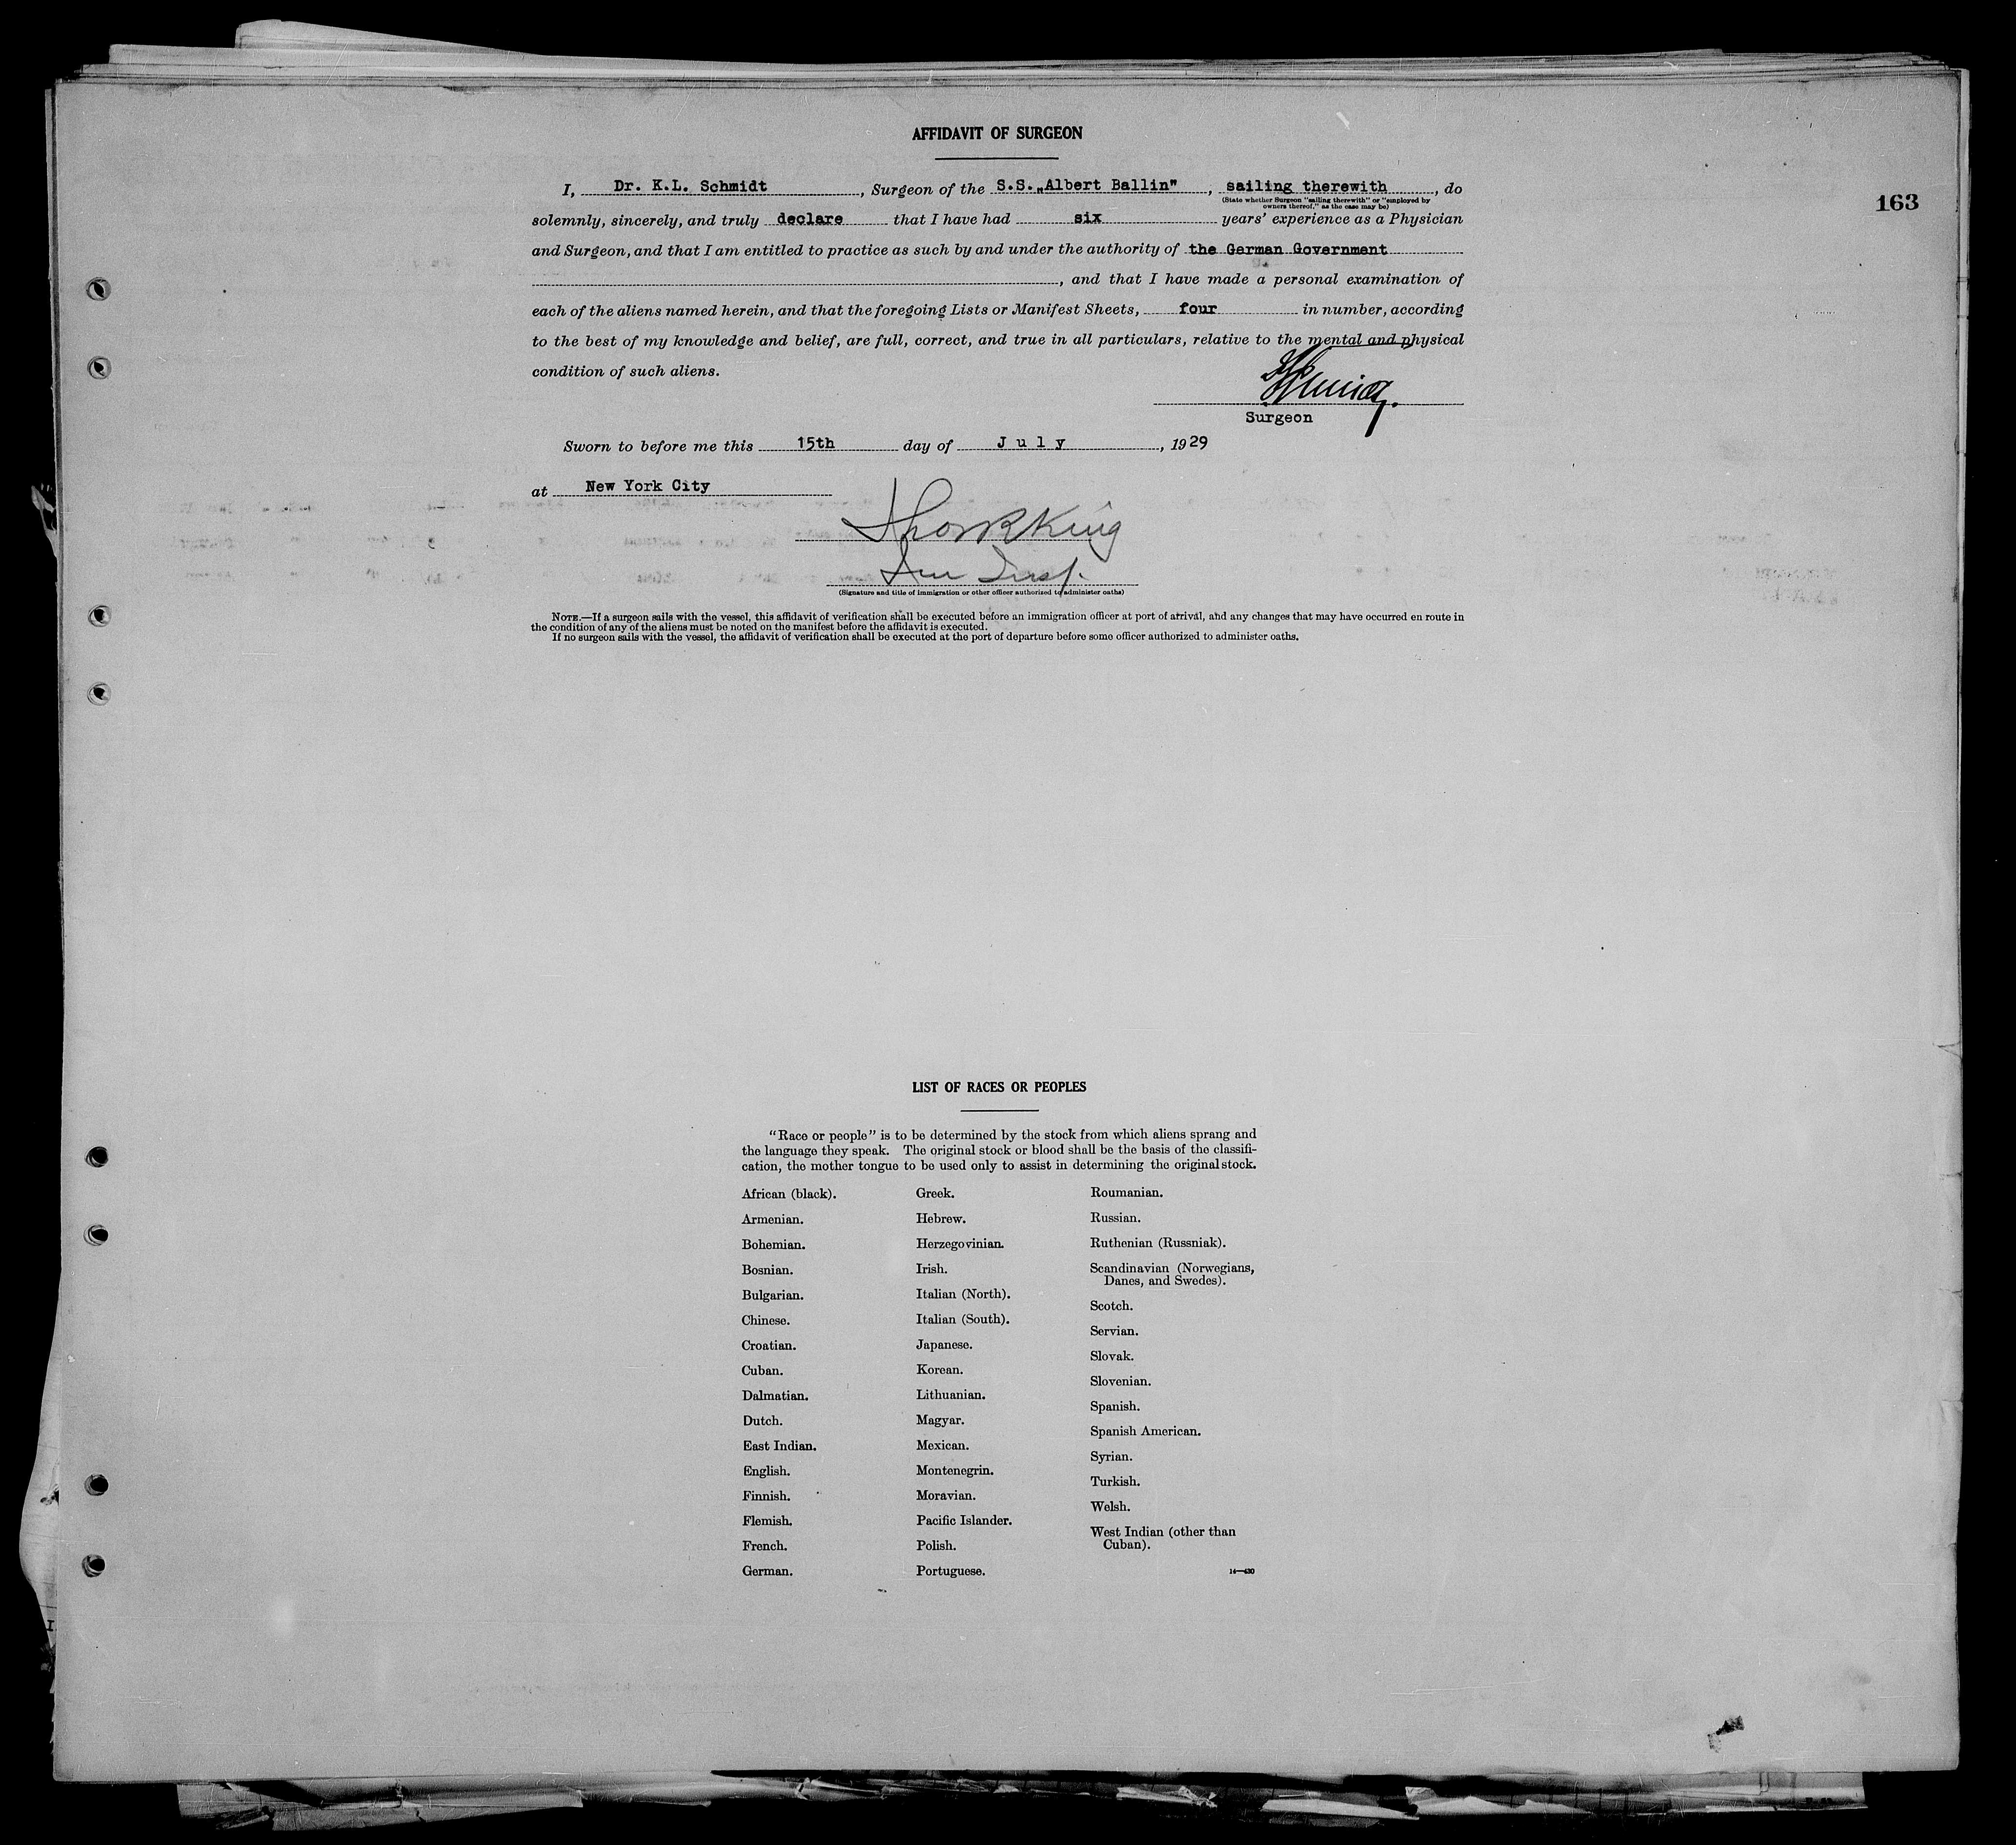 AFFIDAVIT OF SURGEON
163
I, Dr. K.L. Schmidt, Surgeon of the S.S. „Albert Ballin", sailing therewith, do
(State whether Surgeon "sailing therewith" or "employed by
owners thereof," as the case may be)
solemnly, sincerely, and truly declare that I have had six years' experience as a Physician
and Surgeon, and that I am entitled to practice as such by and under the authority of the German Government
, and that I have made a personal examination of
each of the aliens named herein, and that the foregoing Lists or Manifest Sheets, four in number, according
to the best of my knowledge and belief, are full, correct, and true in all particulars, relative to the mental and physical
condition of such aliens.
Surgeon
Sworn to before me this 15th day of July, 1929
at New York City
King
Insp.
(Signature and title of immigration or other officer authorized to administer oaths)
NOTE.—If a surgeon sails with the vessel, this affidavit of verification shall be executed before an immigration officer at port of arrival, and any changes that may have occurred en route in
the condition of any of the aliens must be noted on the manifest before the affidavit is executed.
If no surgeon sails with the vessel, the affidavit of verification shall be executed at the port of departure before some officer authorized to administer oaths.
LIST OF RACES OR PEOPLES
"Race or people" is to be determined by the stock from which aliens sprang and
the language they speak. The original stock or blood shall be the basis of the classifi-
cation, the mother tongue to be used only to assist in determining the original stock.
African (black).
Armenian.
Bohemian.
Bosnian.
Bulgarian.
Chinese.
Croatian.
Cuban.
Dalmatian.
Dutch.
East Indian.
English.
Finnish.
Flemish.
French.
German.
Greek.
Hebrew.
Herzegovinian.
Irish.
Italian (North).
Italian (South).
Japanese.
Korean.
Lithuanian.
Magyar.
Mexican.
Montenegrin.
Moravian.
Pacific Islander.
Polish.
Portuguese.
Roumanian.
Russian.
Ruthenian (Russniak).
Scandinavian (Norwegians,
Danes, and Swedes).
Scotch.
Servian.
Slovak.
Slovenian.
Spanish.
Spanish American.
Syrian.
Turkish.
Welsh.
West Indian (other than
Cuban).